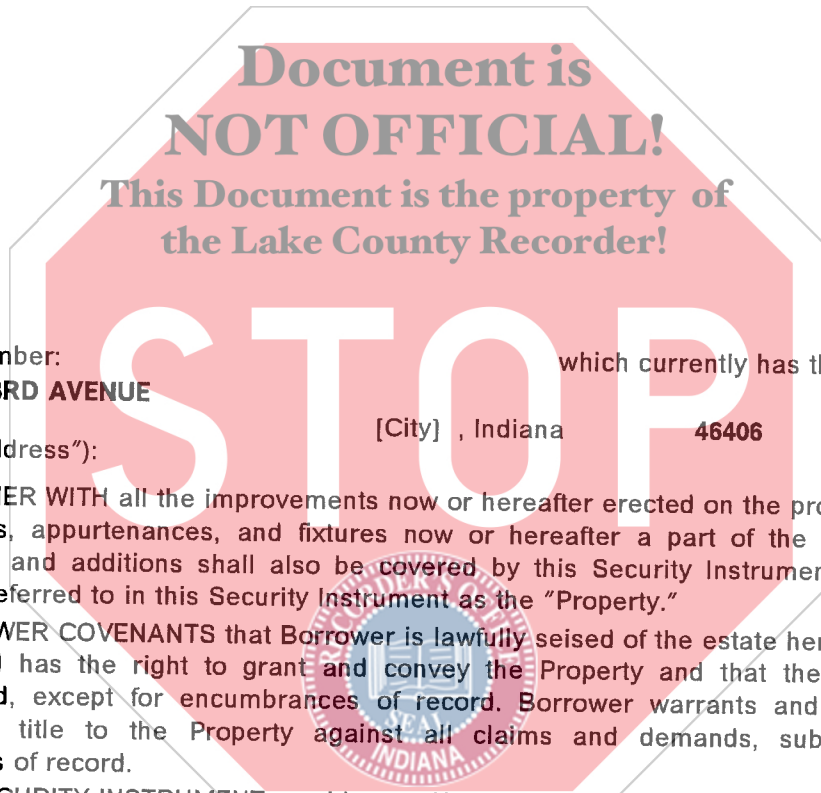 Document is
NOT OFFICIAL!
This Document is the property of
the Lake County Recorder!
STOP
mber:
which currently has
RD AVENUE
[City] , Indiana 46406
dress"):
ER WITH all the improvements now or hereafter erected on the
s, appurtenances, and fixtures now or hereafter a part of the
and additions shall also be covered by this Security
eferred to in this Security Instrument as the "Property."
WER COVENANTS that Borrower is lawfully seised of the estate
has the right to grant and convey the Property and that the
d, except for encumbrances of record. Borrower warrants and
title to the Property against all claims and demands,
s of record.
RECORDER'S OFFICE
SEAL
INDIANA